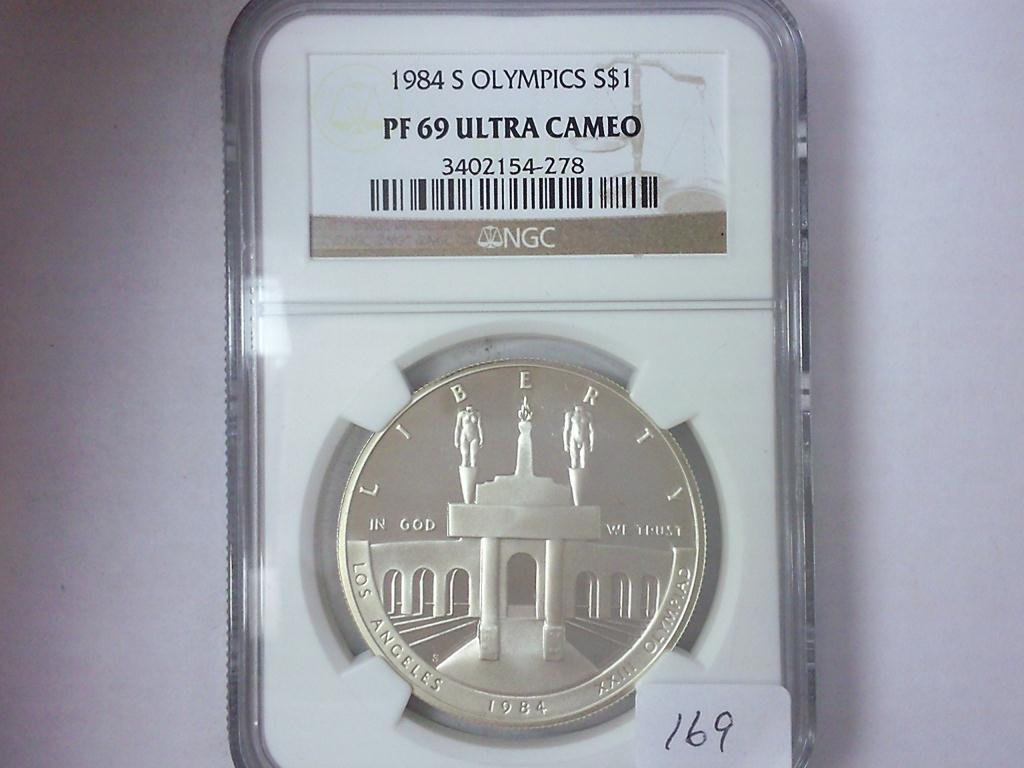 1984 S OLYMPICS S$1
PF 69 ULTRA CAMEO
3402154-278
NGC
LIBERTY
IN GOD WE TRUST
LOS ANGELES XXIII OLYMPIAD
S
1984
169